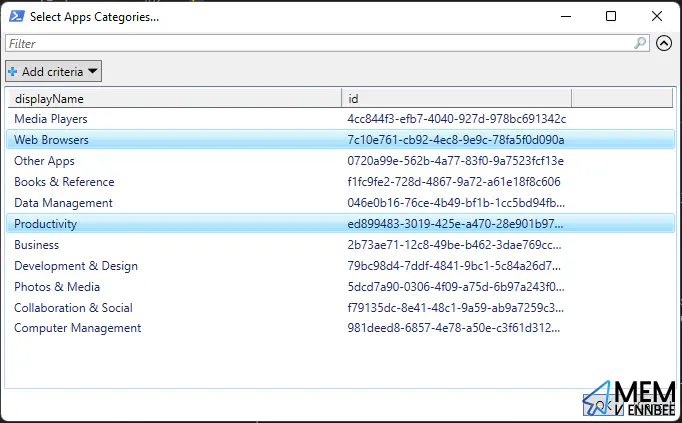 Select Apps Categories...
Filter
Add criteria
displayName id
Media Players 4cc844f3-efb7-4040-927d-978bc691342c
Web Browsers 7c10e761-cb92-4ec8-9e9c-78fa5f0d090a
Other Apps 0720a99e-562b-4a77-83f0-9a7523fcf13e
Books & Reference f1fc9fe2-728d-4867-9a72-a61e18f8c606
Data Management 046e0b16-76ce-4b49-bf1b-1cc5bd94fb...
Productivity ed899483-3019-425e-a470-28e901b97...
Business 2b73ae71-12c8-49be-b462-3dae769cc...
Development & Design 79bc98d4-7ddf-4841-9bc1-5c84a26d7...
Photos & Media 5dcd7a90-0306-4f09-a75d-6b97a243f0...
Collaboration & Social f79135dc-8e41-48c1-9a59-ab9a7259c3...
Computer Management 981deed8-6857-4e78-a50e-c3f61d312...
MEM
OK
ENNBEE